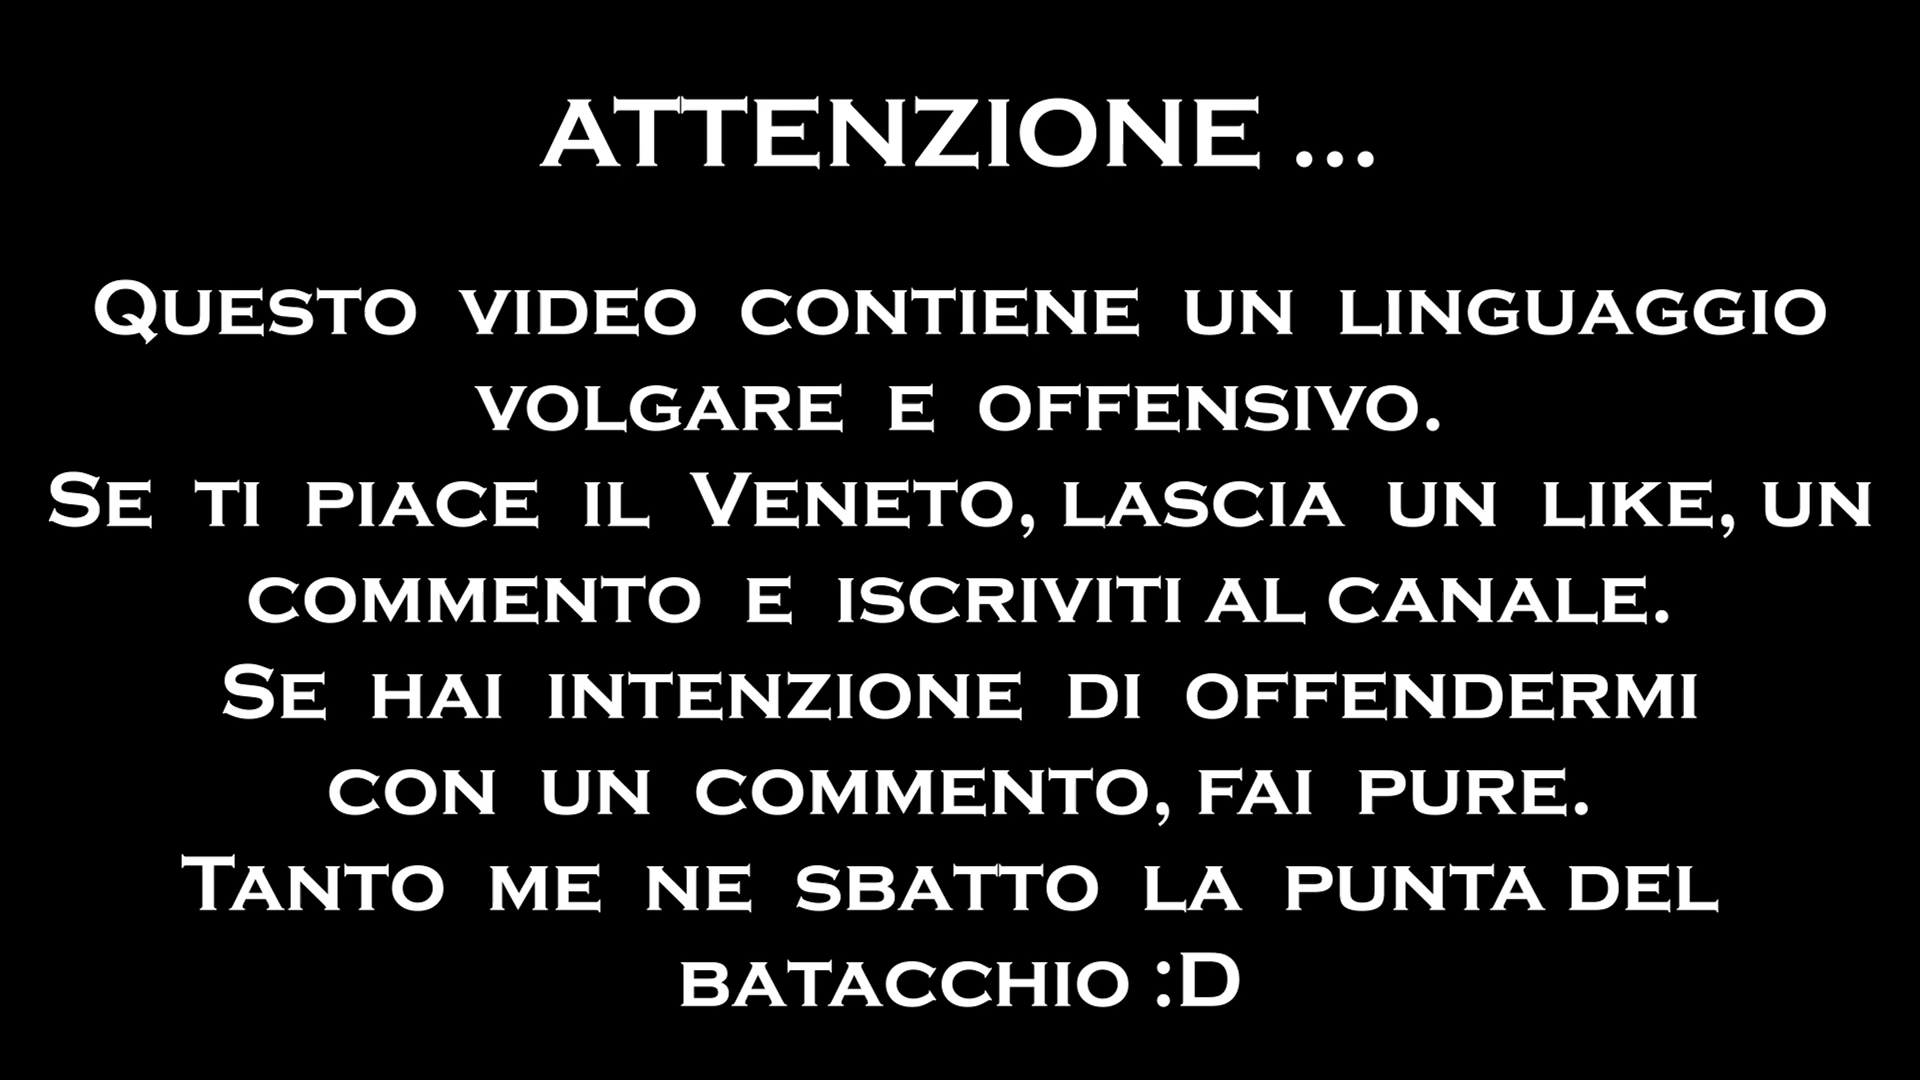 ATTENZIONE ...
QUESTO VIDEO CONTIENE UN LINGUAGGIO
VOLGARE E OFFENSIVO.
SE TI PIACE IL VENETO, LASCIA UN LIKE, UN
COMMENTO E ISCRIVITI AL CANALE.
SE HAI INTENZIONE DI OFFENDERMI
CON UN COMMENTO, FAI PURE.
TANTO ME NE SBATTO LA PUNTA DEL
BATACCHIO :D